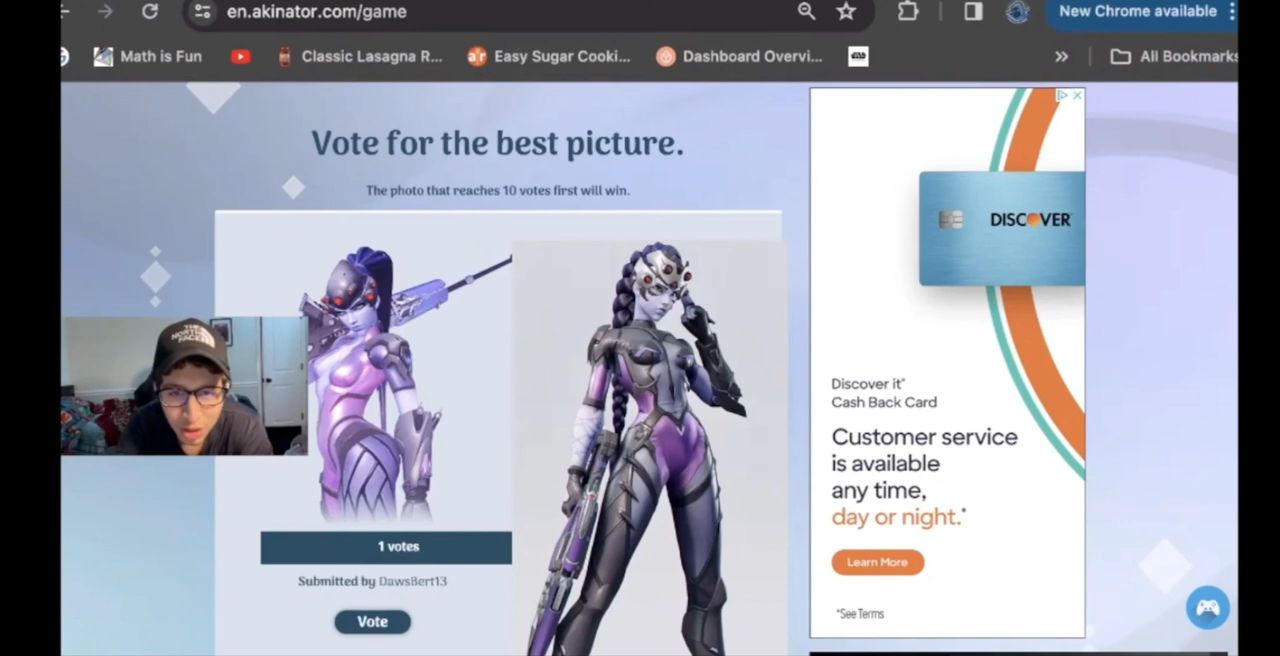 en.akinator.com/game
New Chrome available
Math is Fun
Classic Lasagna R...
Easy Sugar Cooki...
Dashboard Overvi...
»
All Bookmarks
Vote for the best picture.
The photo that reaches 10 votes first will win.
THE
NORTH
FACE
1 votes
Submitted by DawsBert13
Vote
DISCOVER
Discover it®
Cash Back Card
Customer service
is available
any time,
day or night.*
Learn More
*See Terms